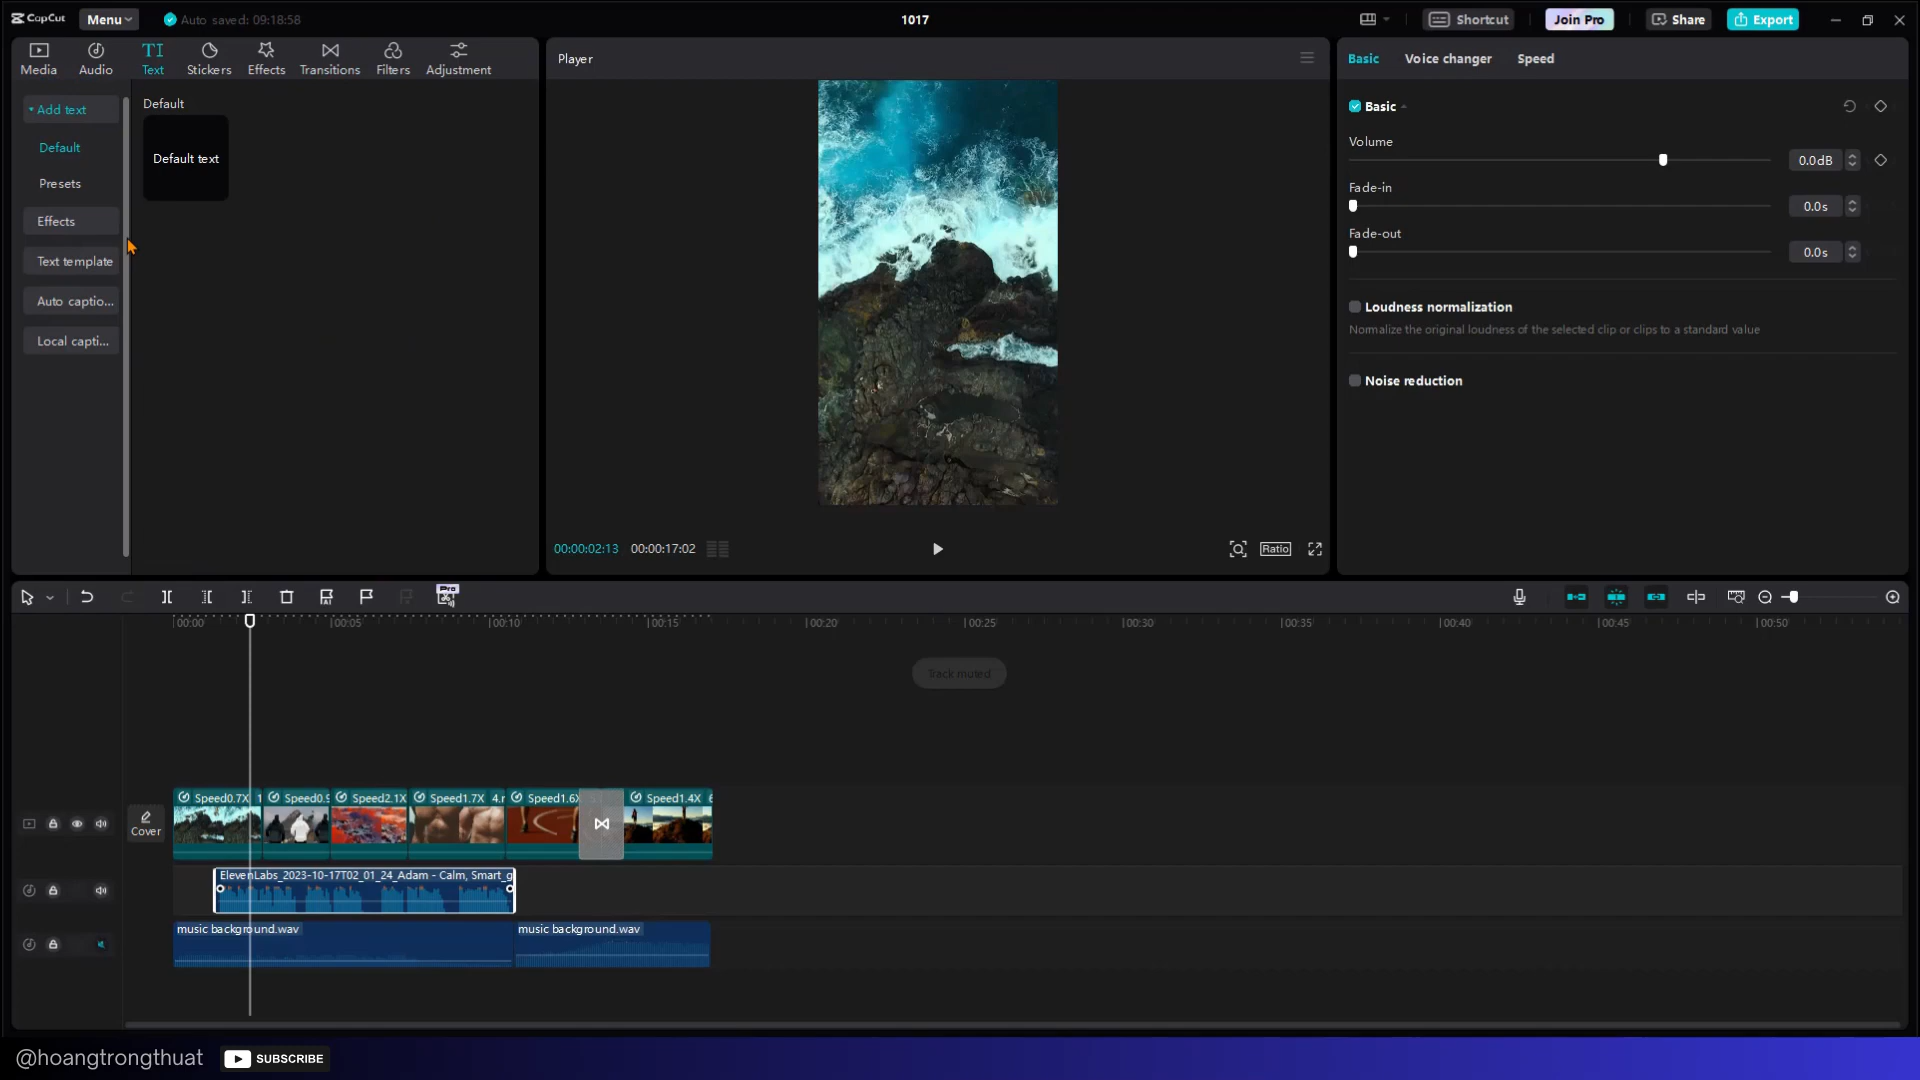 CapCut
Menu
Auto saved: 09:18:58
1017
Shortcut
Join Pro
Share
Export
Media
Audio
TI
Text
Stickers
Effects
Transitions
Filters
Adjustment
Add text
Default
Presets
Effects
Text template
Auto captio...
Local capti...
Default
Default text
Player
00:00:02:13
00:00:17:02
Ratio
Basic
Voice changer
Speed
Basic
Volume
0.0dB
Fade-in
0.0s
Fade-out
0.0s
Loudness normalization
Normalize the original loudness of the selected clip or clips to a standard value
Noise reduction
Pro
00:00
00:05
00:10
00:15
00:20
00:25
00:30
00:35
00:40
00:45
00:50
Track muted
Cover
Speed0.7X 1
Speed0.9
Speed2.1X
Speed1.7X 4.r
Speed1.6X
Speed1.4X 6
ElevenLabs_2023-10-17T02_01_24_Adam - Calm, Smart_g
music background.wav
music background.wav
@hoangtrongthuat
SUBSCRIBE